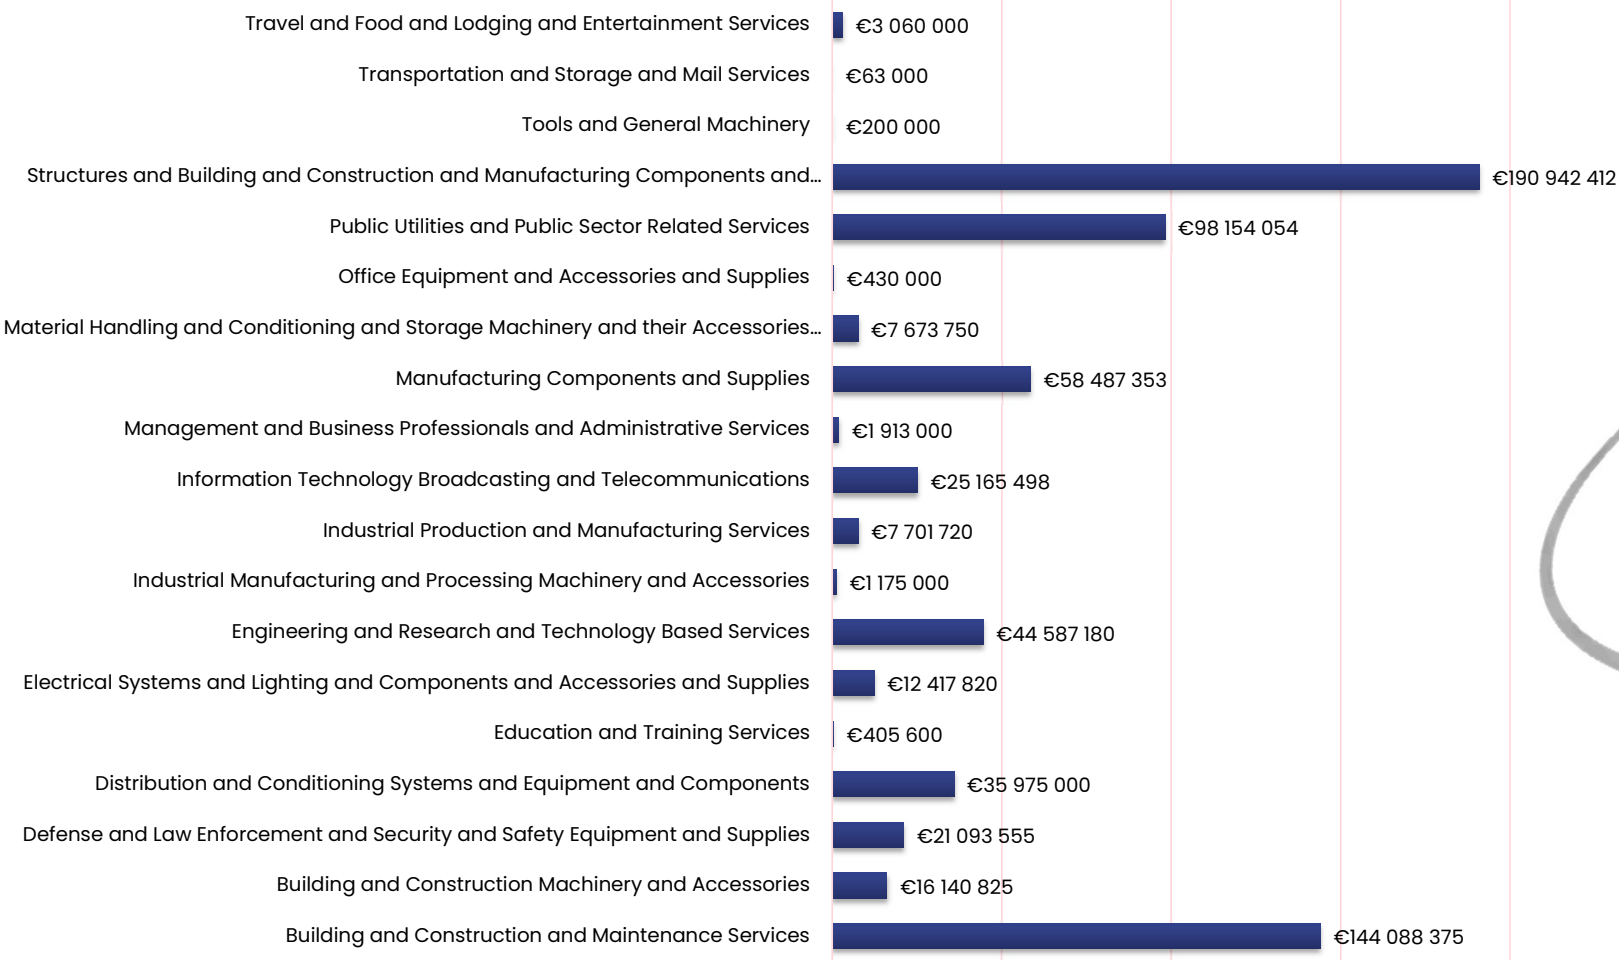 Travel and Food and Lodging and Entertainment Services €3 060 000
Transportation and Storage and Mail Services €63 000
Tools and General Machinery €200 000
Structures and Building and Construction and Manufacturing Components and... €190 942 412
Public Utilities and Public Sector Related Services €98 154 054
Office Equipment and Accessories and Supplies €430 000
Material Handling and Conditioning and Storage Machinery and their Accessories... €7 673 750
Manufacturing Components and Supplies €58 487 353
Management and Business Professionals and Administrative Services €1 913 000
Information Technology Broadcasting and Telecommunications €25 165 498
Industrial Production and Manufacturing Services €7 701 720
Industrial Manufacturing and Processing Machinery and Accessories €1 175 000
Engineering and Research and Technology Based Services €44 587 180
Electrical Systems and Lighting and Components and Accessories and Supplies €12 417 820
Education and Training Services €405 600
Distribution and Conditioning Systems and Equipment and Components €35 975 000
Defense and Law Enforcement and Security and Safety Equipment and Supplies €21 093 555
Building and Construction Machinery and Accessories €16 140 825
Building and Construction and Maintenance Services €144 088 375